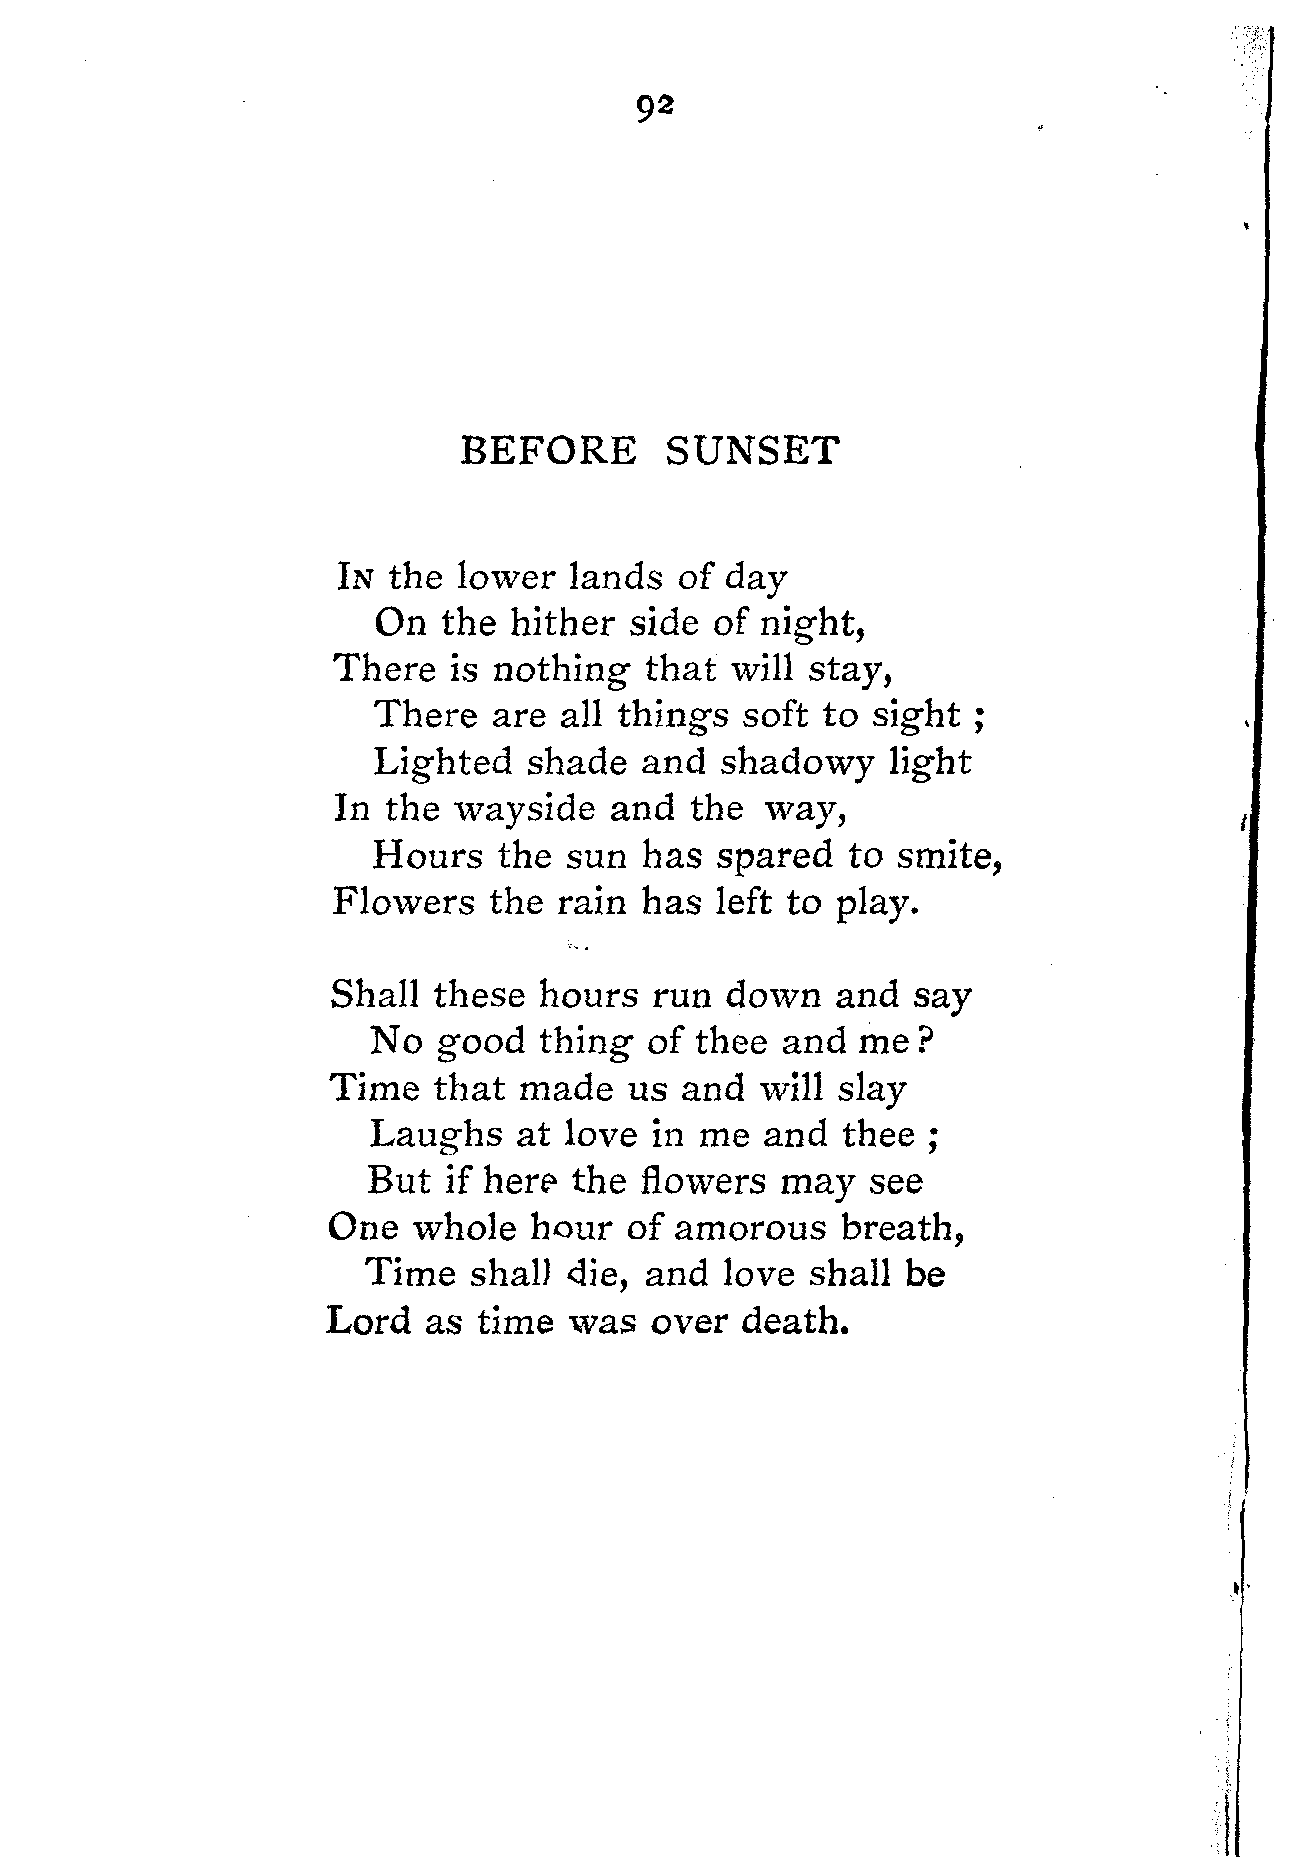 92
BEFORE SUNSET
IN the lower lands of day
On the hither side of night,
There is nothing that will stay,
There are all things soft to sight ;
Lighted shade and shadowy light
In the wayside and the way,
Hours the sun has spared to smite,
Flowers the rain has left to play.
Shall these hours run down and say
No good thing of thee and me ?
Time that made us and will slay
Laughs at love in me and thee ;
But if here the flowers may see
One whole hour of amorous breath,
Time shall die, and love shall be
Lord as time was over death.